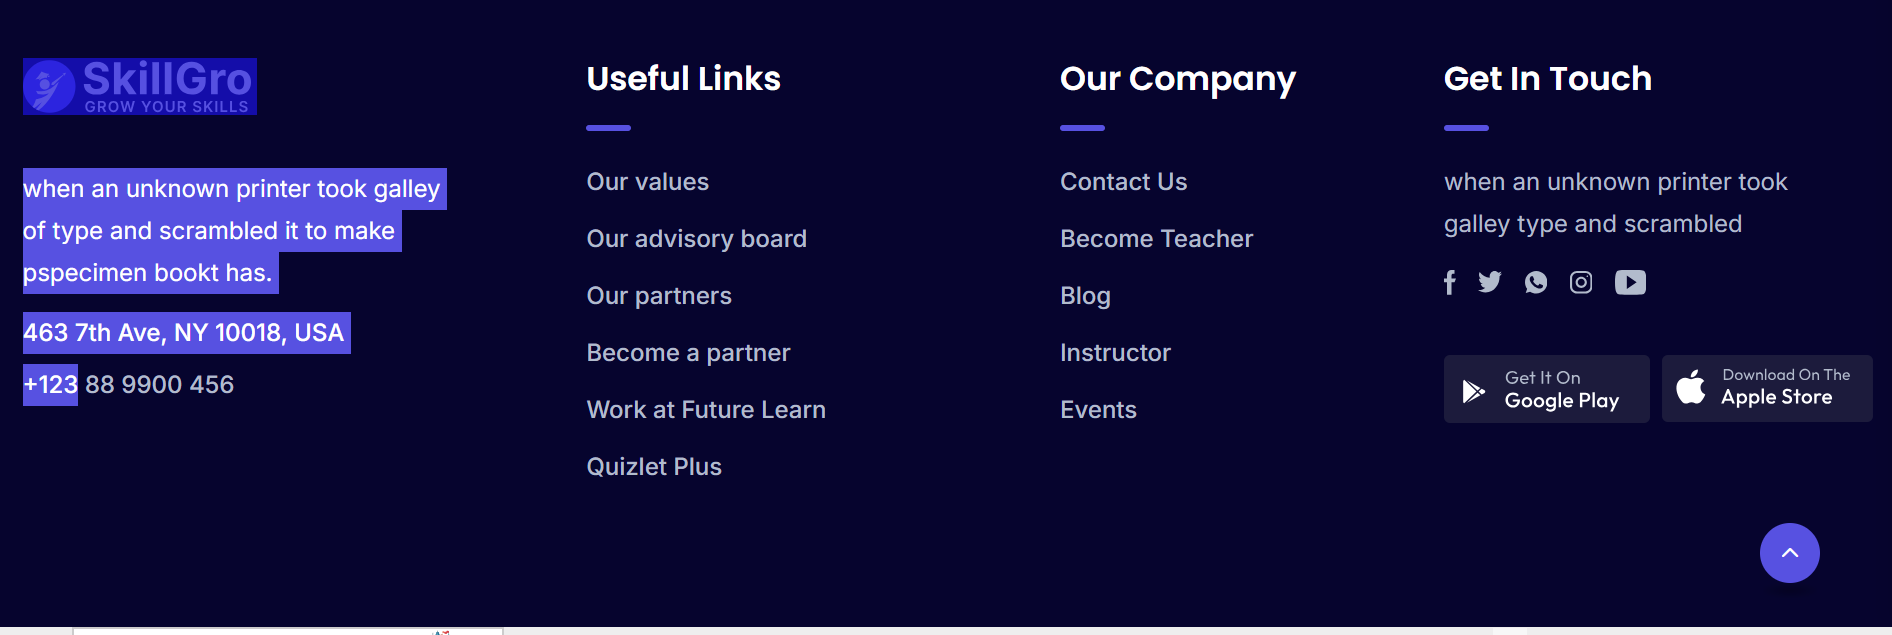 SkillGro
GROW YOUR SKILLS
when an unknown printer took galley
of type and scrambled it to make
pspecimen bookt has.
463 7th Ave, NY 10018, USA
+123 88 9900 456
Useful Links
Our values
Our advisory board
Our partners
Become a partner
Work at Future Learn
Quizlet Plus
Our Company
Contact Us
Become Teacher
Blog
Instructor
Events
Get In Touch
when an unknown printer took
galley type and scrambled
Get It On
Google Play
Download On The
Apple Store